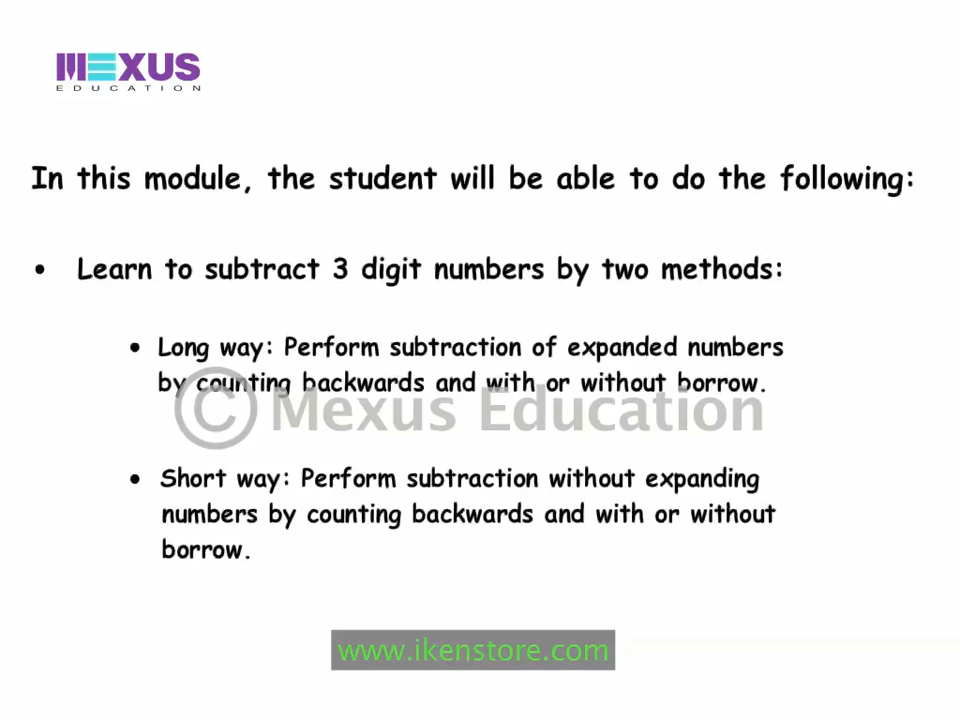 MEXUS
EDUCATION
In this module, the student will be able to do the following:
• Learn to subtract 3 digit numbers by two methods:
• Long way: Perform subtraction of expanded numbers
by counting backwards and with or without borrow.
© Mexus Education
• Short way: Perform subtraction without expanding
numbers by counting backwards and with or without
borrow.
www.ikenstore.com